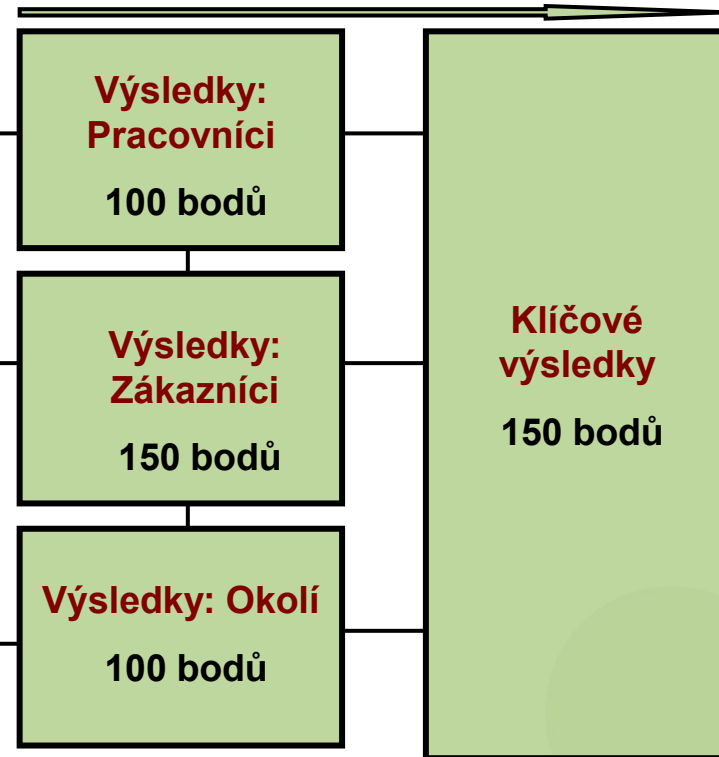 Výsledky:
Pracovníci
100 bodů
Výsledky:
Zákazníci
150 bodů
Výsledky: Okolí
100 bodů
Klíčové
výsledky
150 bodů